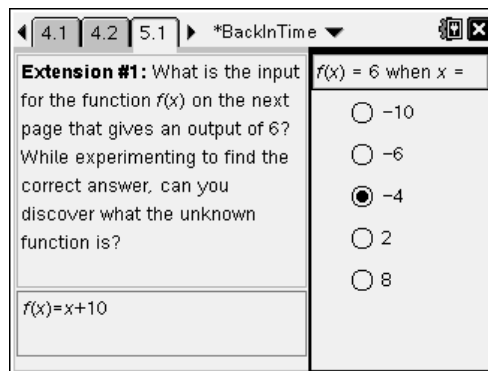 4.1 4.2 5.1 *BackInTime
Extension #1: What is the input
for the function f(x) on the next
page that gives an output of 6?
While experimenting to find the
correct answer, can you
discover what the unknown
function is?
f(x)=x+10
f(x) = 6 when x =
-10
-6
-4
2
8